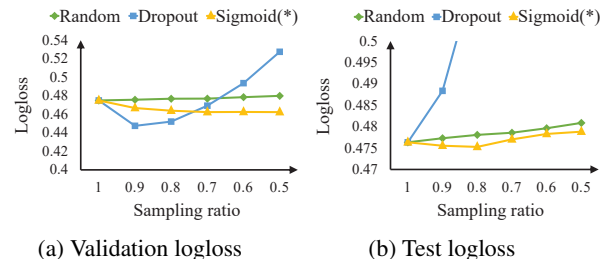 Random Dropout Sigmoid(*)
0.54
0.52
0.5
0.48
0.46
0.44
0.42
0.4
Logloss
1 0.9 0.8 0.7 0.6 0.5
Sampling ratio
(a) Validation logloss
Random Dropout Sigmoid(*)
0.5
0.495
0.49
0.485
0.48
0.475
0.47
Logloss
1 0.9 0.8 0.7 0.6 0.5
Sampling ratio
(b) Test logloss